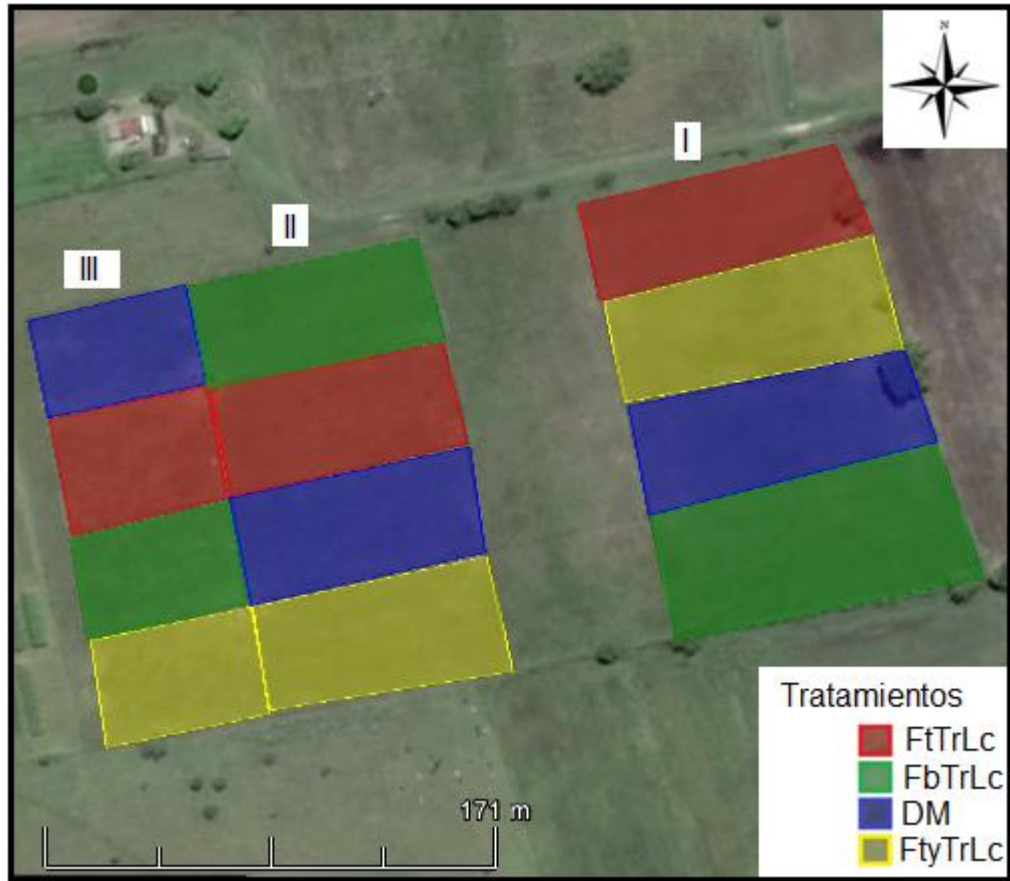 N
I
II
III
171 m
Tratamientos
FtTrLc
FbTrLc
DM
FtyTrLc